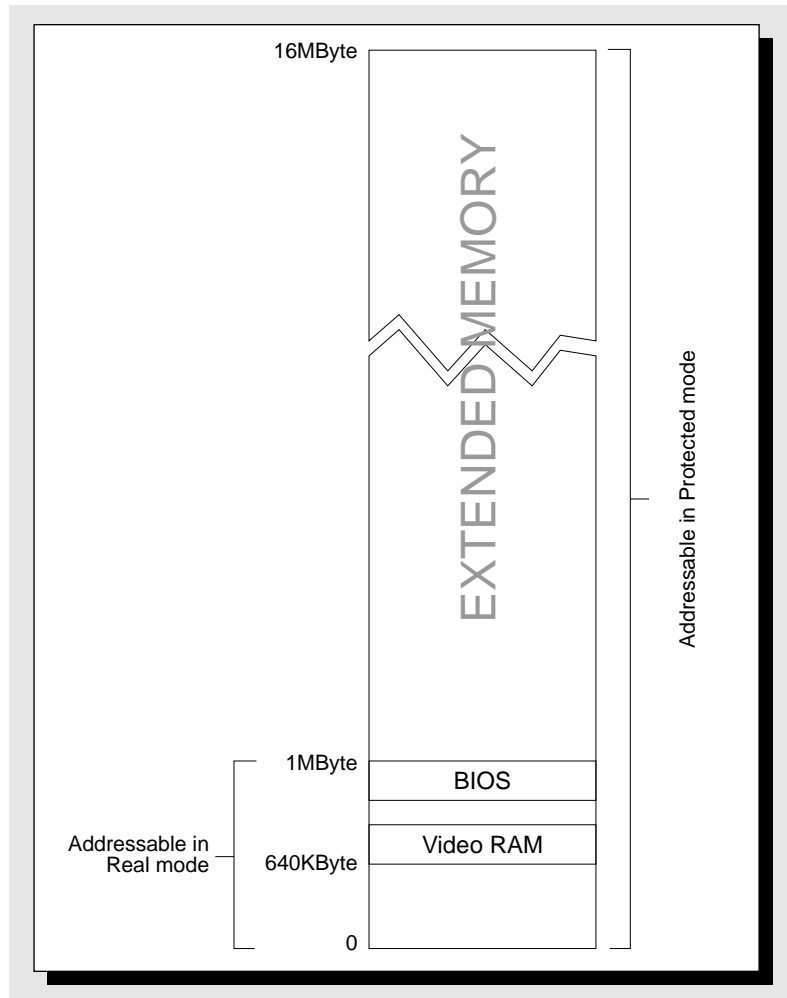 16MByte
EXTENDED MEMORY
Addressable in Protected mode
1MByte
BIOS
Addressable in
Real mode
Video RAM
640KByte
0